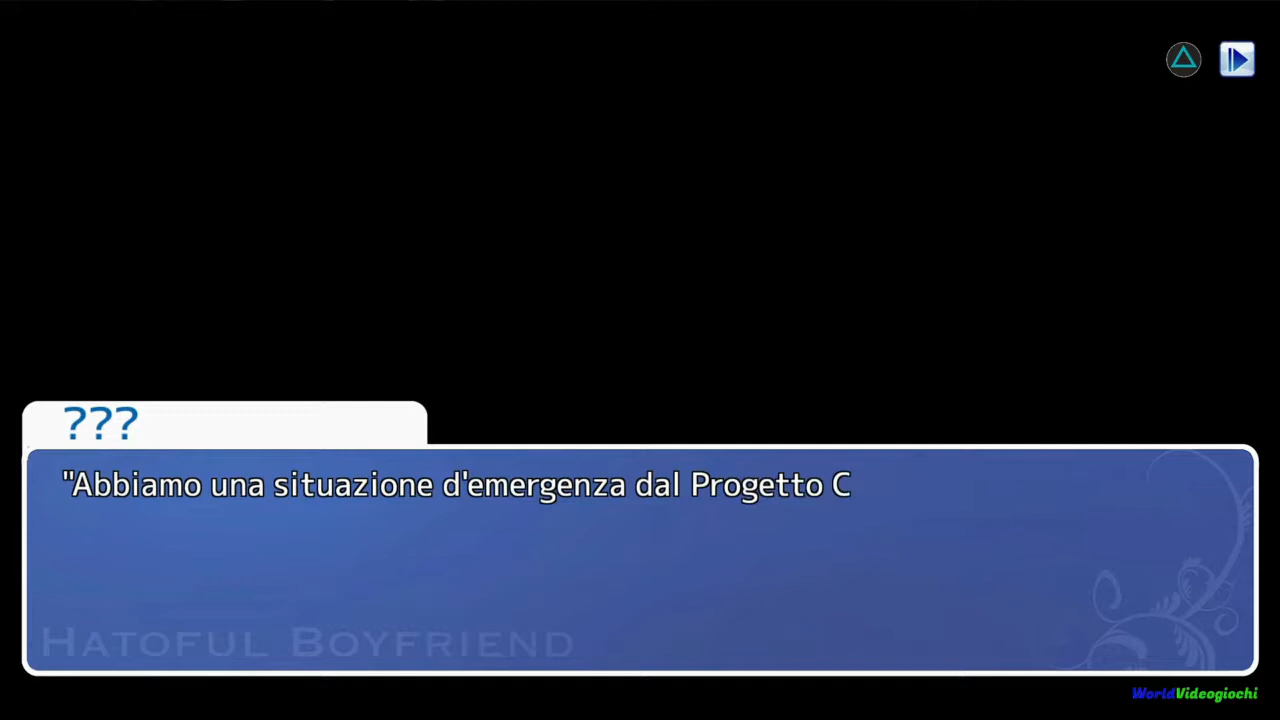 ???
"Abbiamo una situazione d'emergenza dal Progetto C
HATOFUL BOYFRIEND
WorldVideogiochi